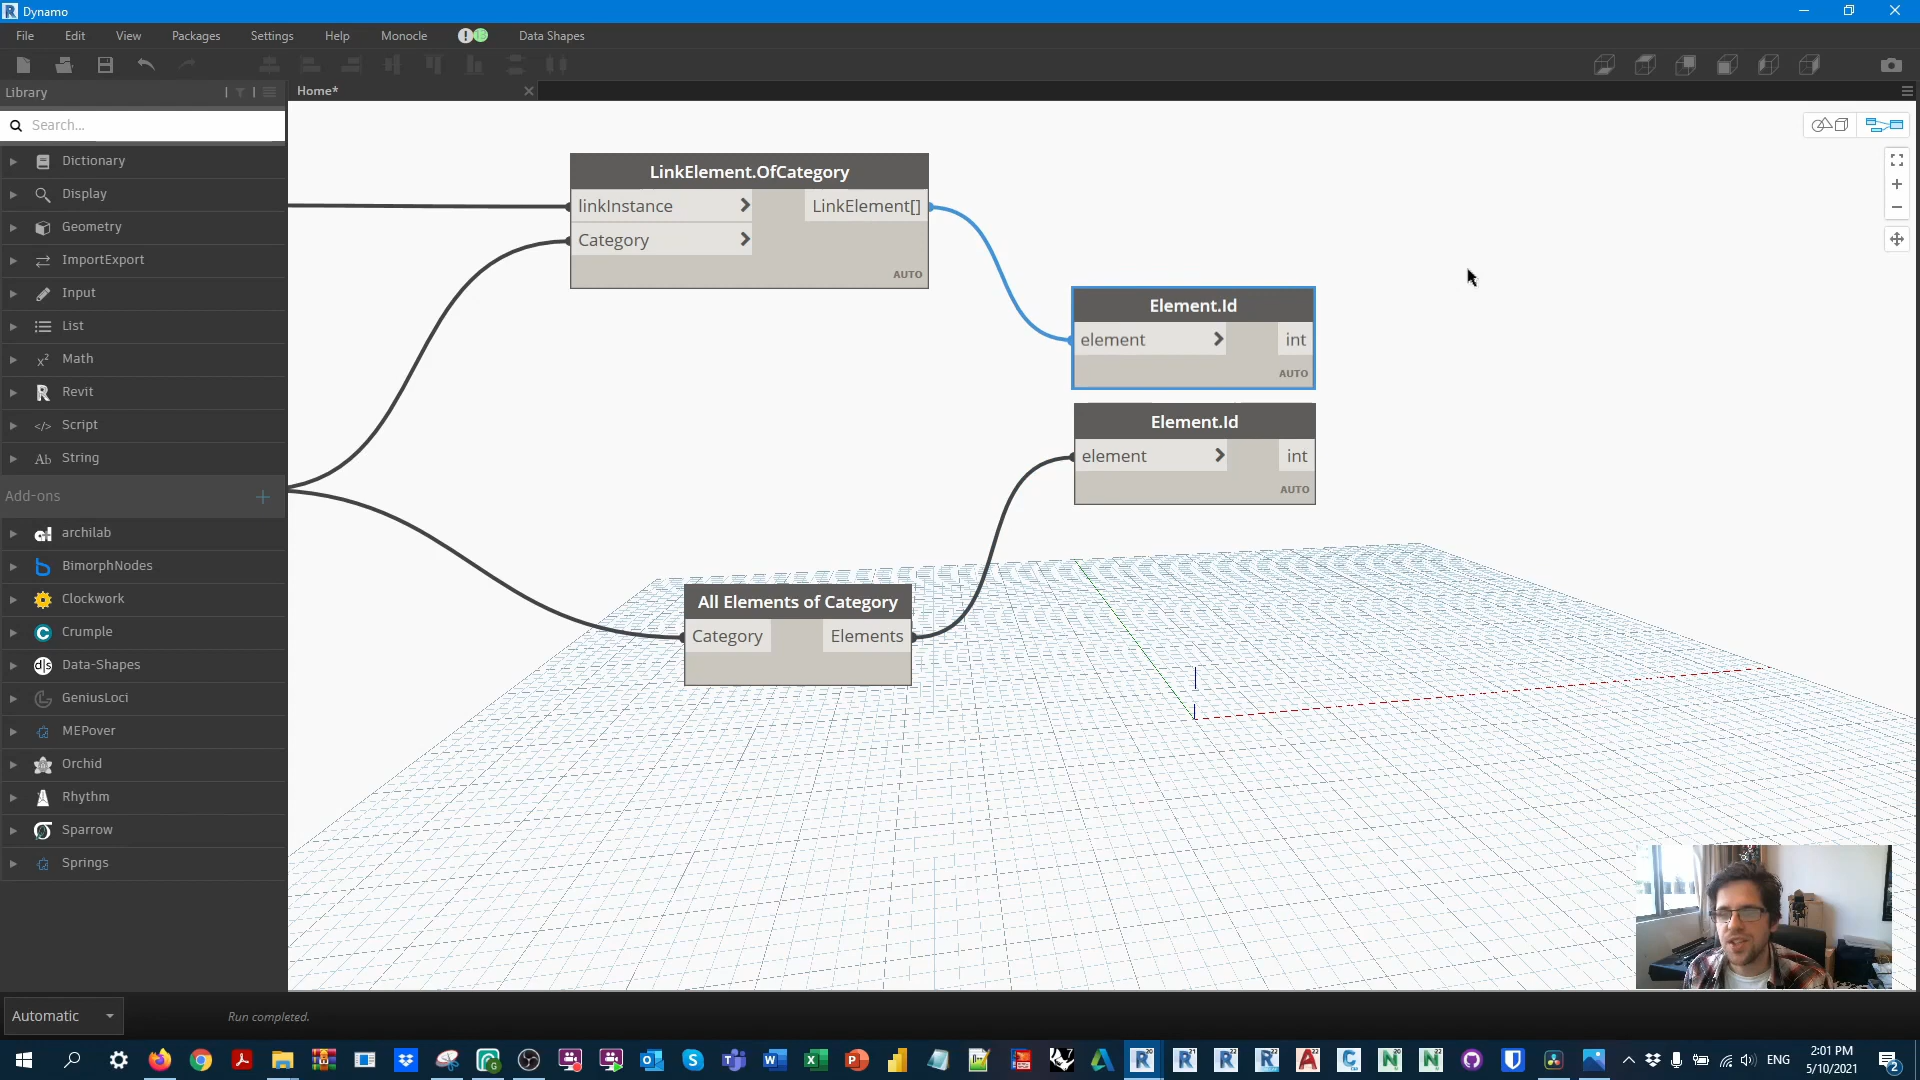 Dynamo
File Edit View Packages Settings Help Monocle Data Shapes
Library
Home*
Search...
Dictionary
Display
Geometry
ImportExport
Input
List
Math
Revit
Script
String
Add-ons
archilab
BimorphNodes
Clockwork
Crumple
Data-Shapes
GeniusLoci
MEPover
Orchid
Rhythm
Sparrow
Springs
LinkElement.OfCategory
linkInstance > LinkElement[]
Category >
AUTO
Element.Id
element > int
AUTO
Element.Id
element > int
AUTO
All Elements of Category
Category Elements
Automatic
Run completed.
ENG
2:01 PM
5/10/2021
2